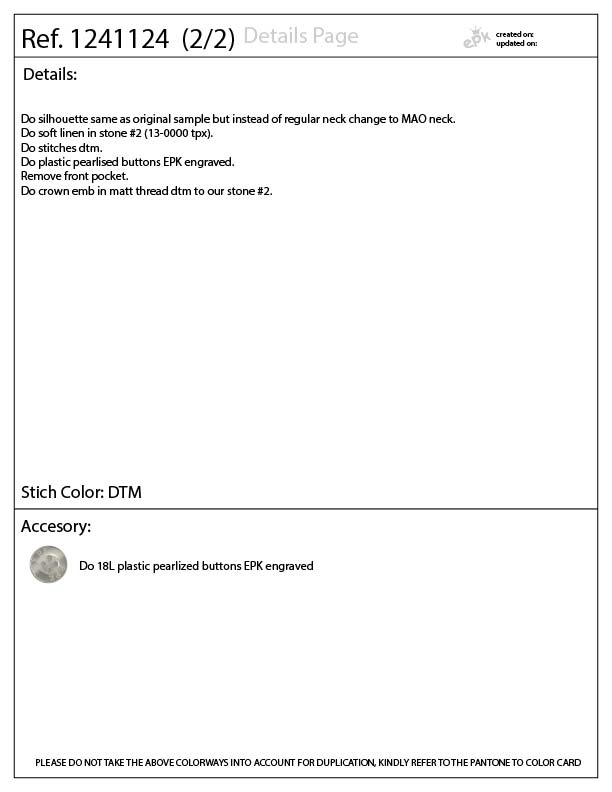 Ref. 1241124 (2/2) Details Page
epk
created on:
updated on:
Details:
Do silhouette same as original sample but instead of regular neck change to MAO neck.
Do soft linen in stone #2 (13-0000 tpx).
Do stitches dtm.
Do plastic pearlised buttons EPK engraved.
Remove front pocket.
Do crown emb in matt thread dtm to our stone #2.
Stich Color: DTM
Accesory:
Do 18L plastic pearlized buttons EPK engraved
PLEASE DO NOT TAKE THE ABOVE COLORWAYS INTO ACCOUNT FOR DUPLICATION, KINDLY REFER TO THE PANTONE TO COLOR CARD